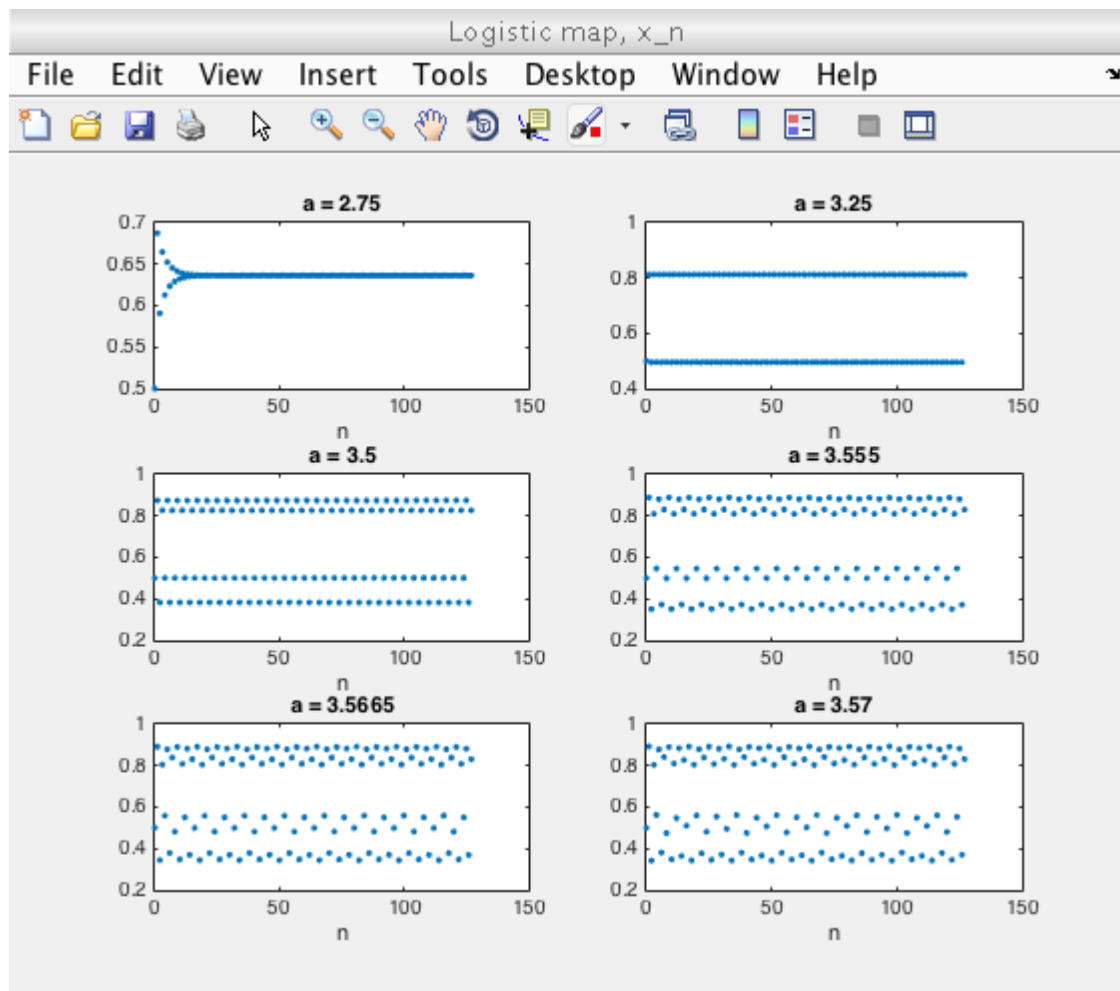 Logistic map, x_n
File Edit View Insert Tools Desktop Window Help
a = 2.75
0.7
0.65
0.6
0.55
0.5
0 50 100 150
n
a = 3.25
1
0.8
0.6
0.4
0 50 100 150
n
a = 3.5
1
0.8
0.6
0.4
0.2
0 50 100 150
n
a = 3.555
1
0.8
0.6
0.4
0.2
0 50 100 150
n
a = 3.5665
1
0.8
0.6
0.4
0.2
0 50 100 150
n
a = 3.57
1
0.8
0.6
0.4
0.2
0 50 100 150
n